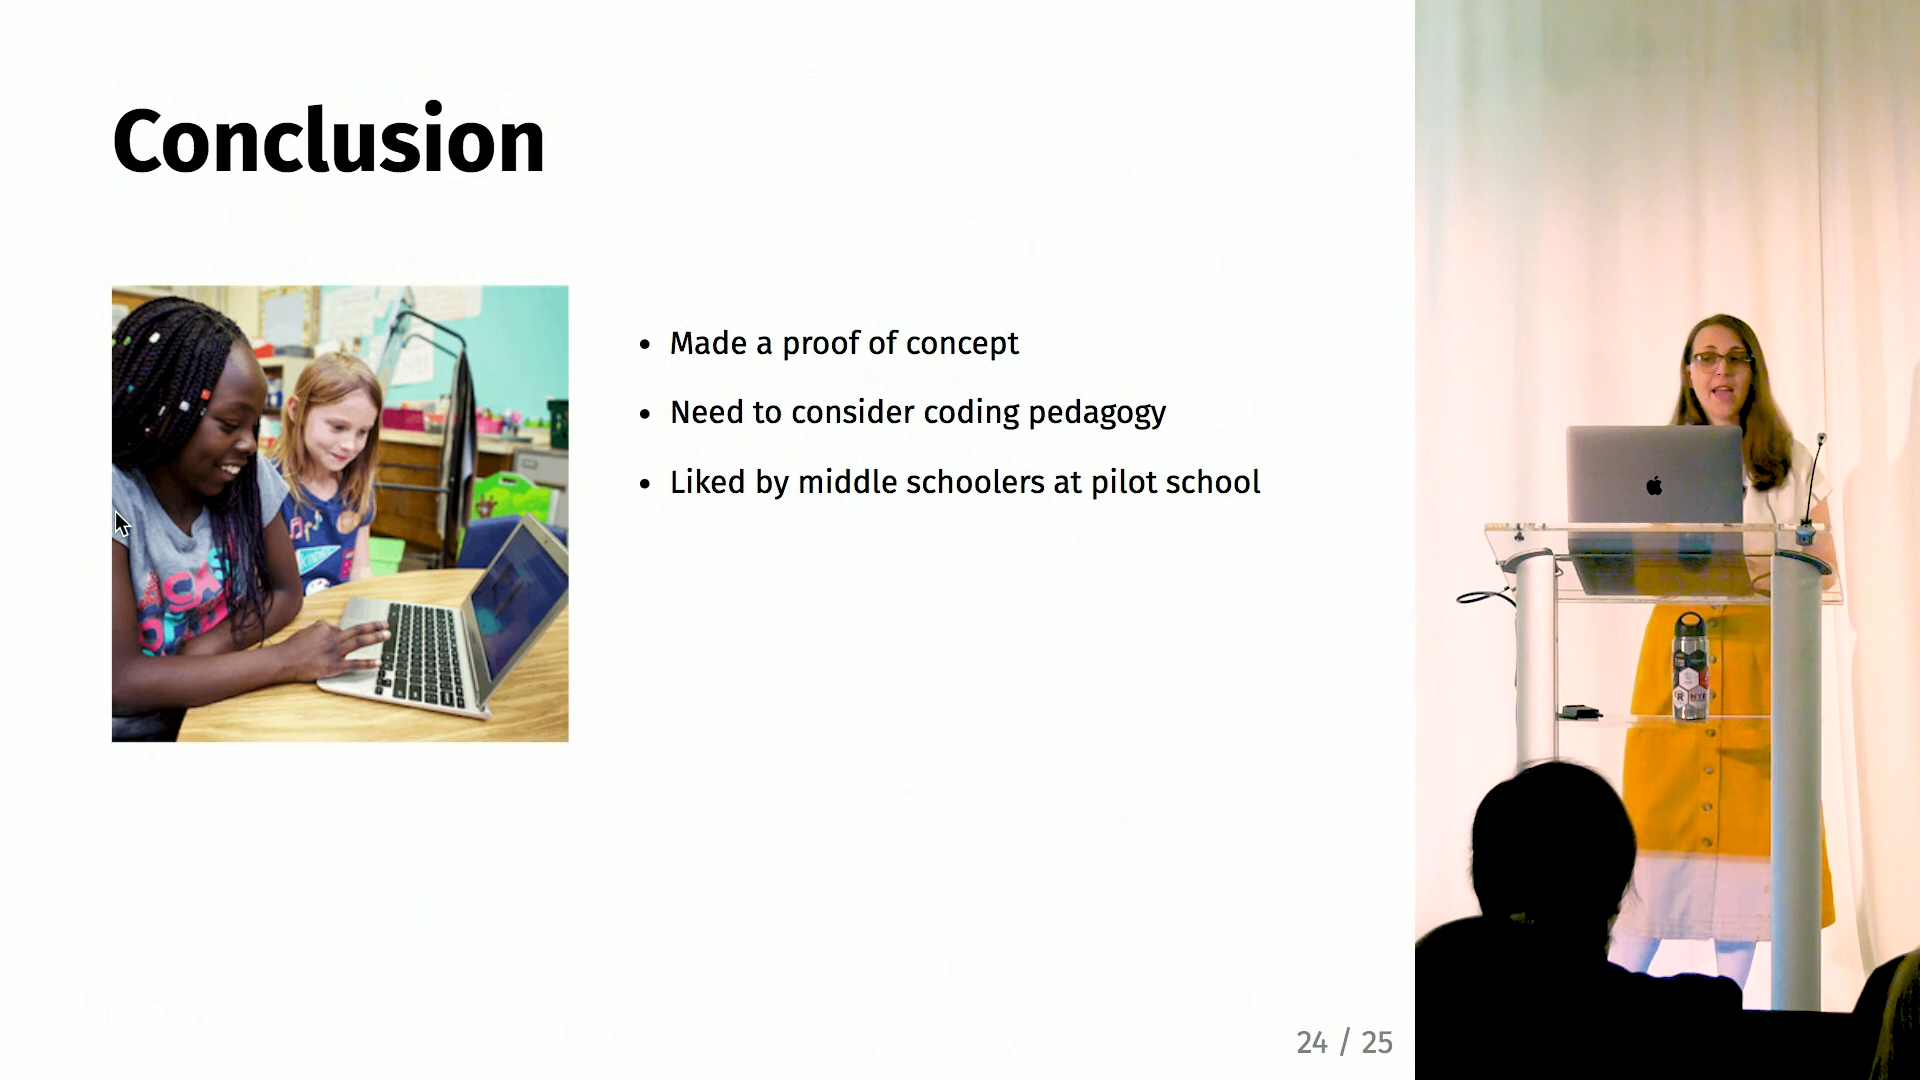 Conclusion
• Made a proof of concept
• Need to consider coding pedagogy
• Liked by middle schoolers at pilot school
24 / 25
R